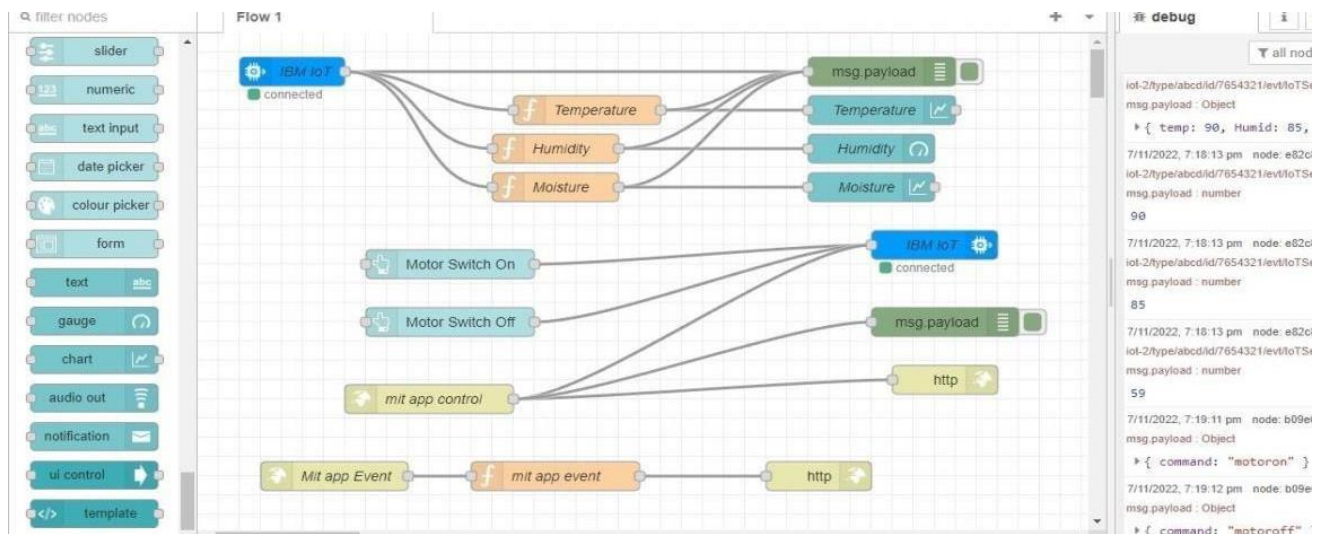 filter nodes
slider
123 numeric
abc text input
date picker
colour picker
form
text abc
gauge
chart
audio out
notification
ui control
</> template
Flow 1
IBM IoT
connected
f Temperature
f Humidity
f Moisture
msg.payload
Temperature
Humidity
Moisture
Motor Switch On
Motor Switch Off
mit app control
IBM IoT
connected
msg.payload
http
Mit app Event
f mit app event
http
debug
i
all nod
iot-2/type/abcd/id/7654321/evt/IoTSe
msg.payload : Object
{ temp: 90, Humid: 85,
7/11/2022, 7:18:13 pm node: e82c
iot-2/type/abcd/id/7654321/evt/IoTSe
msg.payload : number
90
7/11/2022, 7:18:13 pm node: e82c
iot-2/type/abcd/id/7654321/evt/IoTSe
msg.payload : number
85
7/11/2022, 7:18:13 pm node: e82c
iot-2/type/abcd/id/7654321/evt/IoTSe
msg.payload : number
59
7/11/2022, 7:19:11 pm node: b09e
msg.payload : Object
{ command: "motoron" }
7/11/2022, 7:19:12 pm node: b09e
msg.payload : Object
{ command: "motoroff"